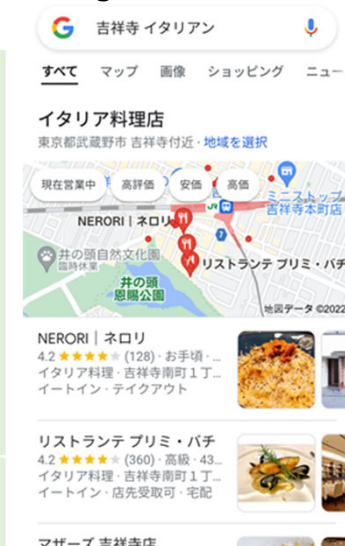 吉祥寺 イタリアン
すべて マップ 画像 ショッピング ニュー
イタリア料理店
東京都武蔵野市 吉祥寺付近・地域を選択
現在営業中 高評価 安価 高価
ミニストップ
吉祥寺本町店
JR
NERORI｜ネロリ
7
井の頭自然文化園
臨時休業
リストランテ プリミ・バチ
井の頭
恩賜公園
地図データ ©2022
NERORI｜ネロリ
4.2 ★★★★★ (128)・お手頃・...
イタリア料理・吉祥寺南町１丁...
イートイン・テイクアウト
リストランテ プリミ・バチ
4.2 ★★★★★ (360)・高級・43...
イタリア料理・吉祥寺南町１丁...
イートイン・店先受取可・宅配
マザーズ 吉祥寺店